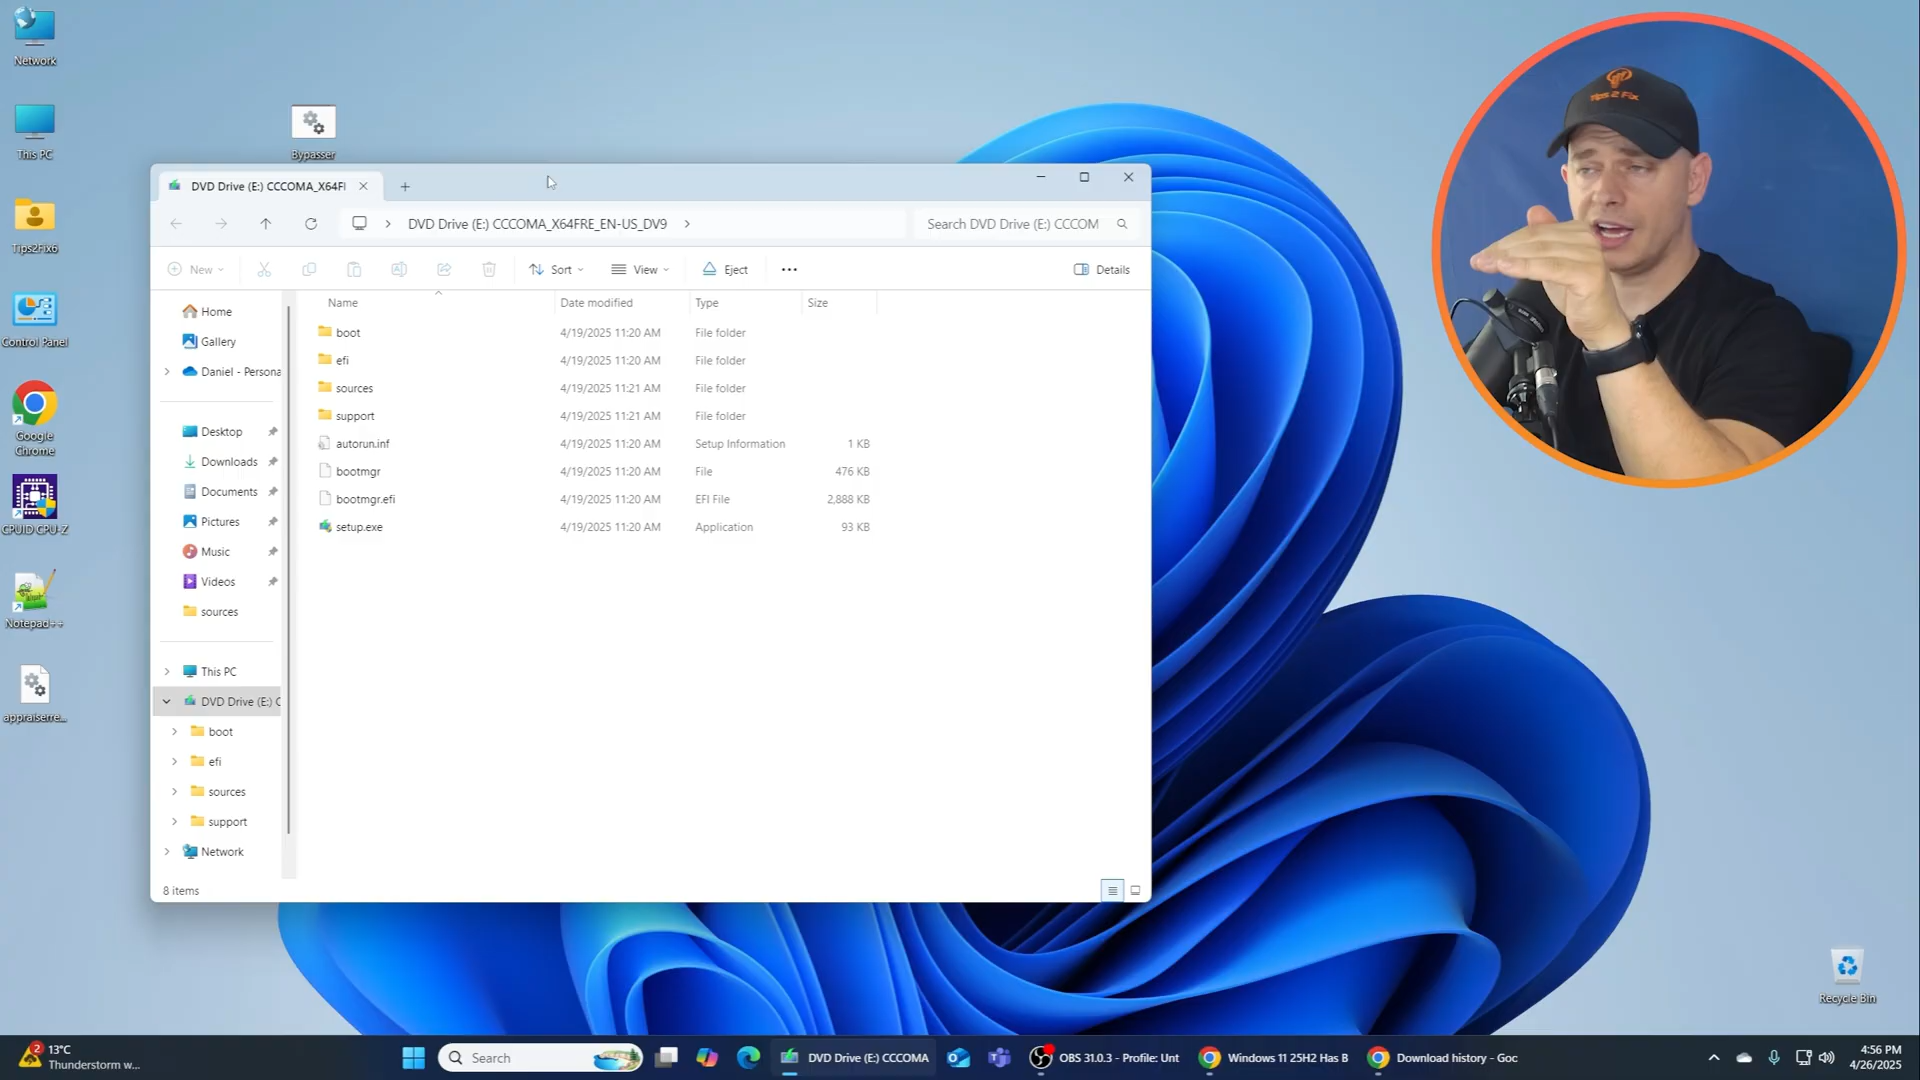 Network
This PC
Tips2Fix6
Control Panel
Google
Chrome
CPUID CPU-Z
Notepad++
appraiserre...
Bypasser
DVD Drive (E:) CCCOMA_X64FI
DVD Drive (E:) CCCOMA_X64FRE_EN-US_DV9
Search DVD Drive (E:) CCCOM
New
Sort
View
Eject
Details
Name Date modified Type Size
boot 4/19/2025 11:20 AM File folder
efi 4/19/2025 11:20 AM File folder
sources 4/19/2025 11:21 AM File folder
support 4/19/2025 11:21 AM File folder
autorun.inf 4/19/2025 11:20 AM Setup Information 1 KB
bootmgr 4/19/2025 11:20 AM File 476 KB
bootmgr.efi 4/19/2025 11:20 AM EFI File 2,888 KB
setup.exe 4/19/2025 11:20 AM Application 93 KB
Home
Gallery
Daniel - Persona
Desktop
Downloads
Documents
Pictures
Music
Videos
sources
This PC
DVD Drive (E:) C
boot
efi
sources
support
Network
8 items
Tips 2 Fix
Recycle Bin
2
13°C
Thunderstorm w...
Search
DVD Drive (E:) CCCOMA
OBS 31.0.3 - Profile: Unt
Windows 11 25H2 Has B
Download history - Goo
4:56 PM
4/26/2025